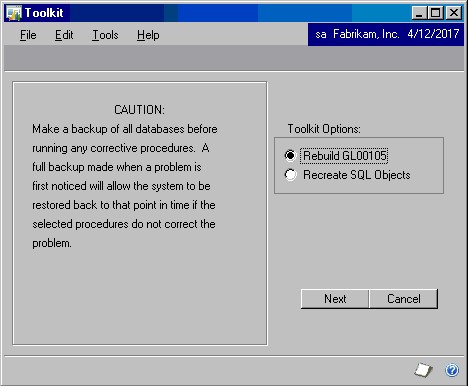 Toolkit
File Edit Tools Help
sa Fabrikam, Inc. 4/12/2017
CAUTION:
Make a backup of all databases before
running any corrective procedures. A
full backup made when a problem is
first noticed will allow the system to be
restored back to that point in time if the
selected procedures do not correct the
problem.
Toolkit Options:
Rebuild GL00105
Recreate SQL Objects
Next Cancel